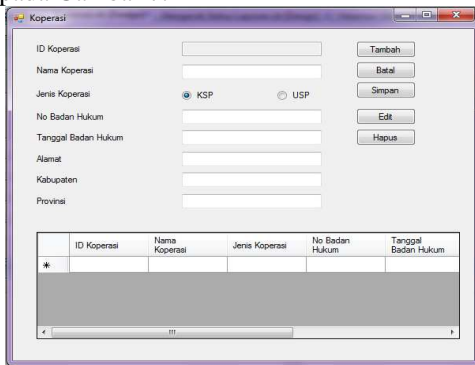 Koperasi
ID Koperasi
Tambah
Nama Koperasi
Batal
Jenis Koperasi
KSP
USP
Simpan
No Badan Hukum
Edit
Tanggal Badan Hukum
Hapus
Alamat
Kabupaten
Provinsi
ID Koperasi
Nama Koperasi
Jenis Koperasi
No Badan Hukum
Tanggal Badan Hukum